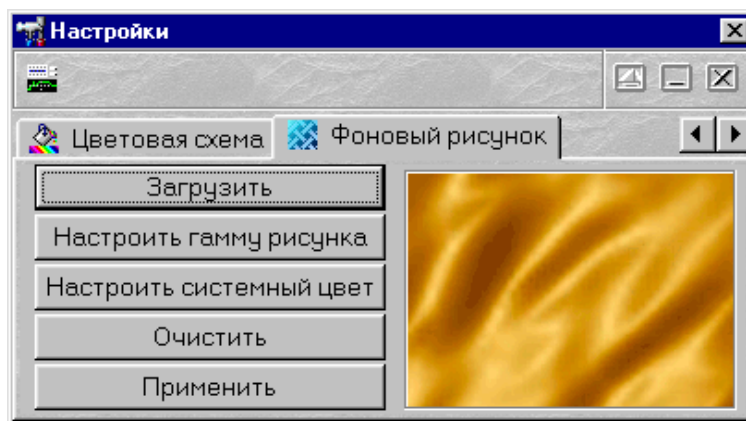 Настройки
Цветовая схема
Фоновый рисунок
Загрузить
Настроить гамму рисунка
Настроить системный цвет
Очистить
Применить